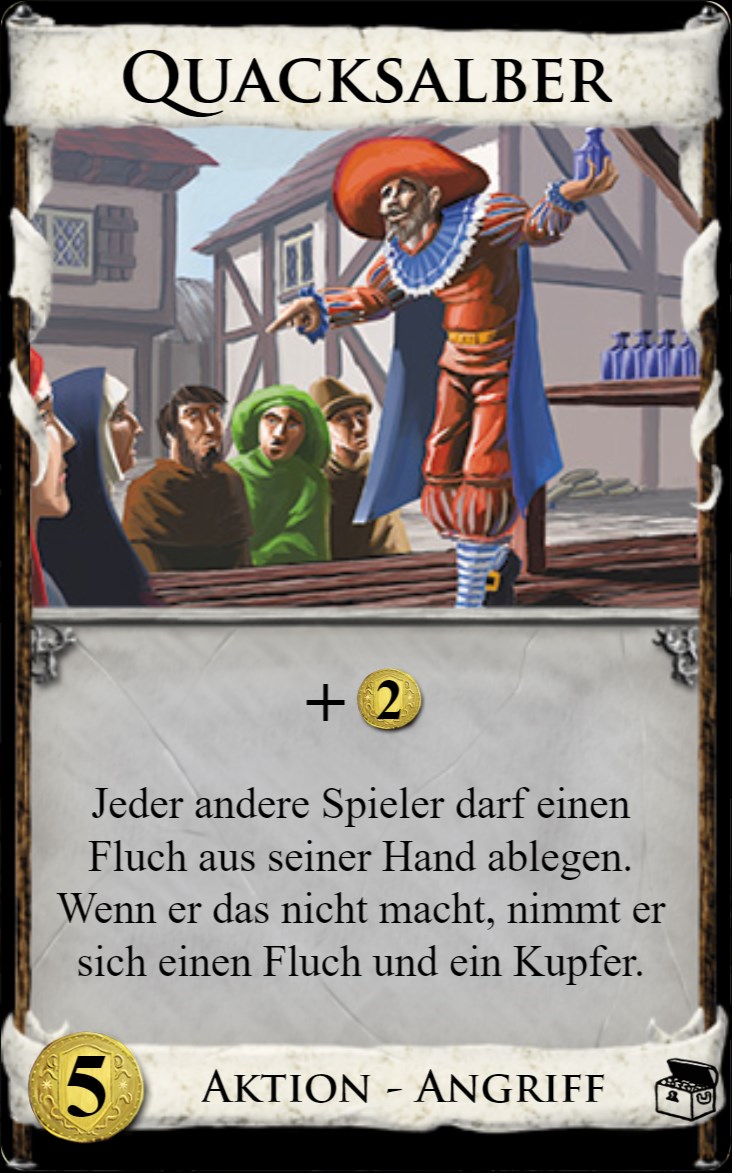 Quacksalber
+ 2
Jeder andere Spieler darf einen
Fluch aus seiner Hand ablegen.
Wenn er das nicht macht, nimmt er
sich einen Fluch und ein Kupfer.
5 Aktion - Angriff